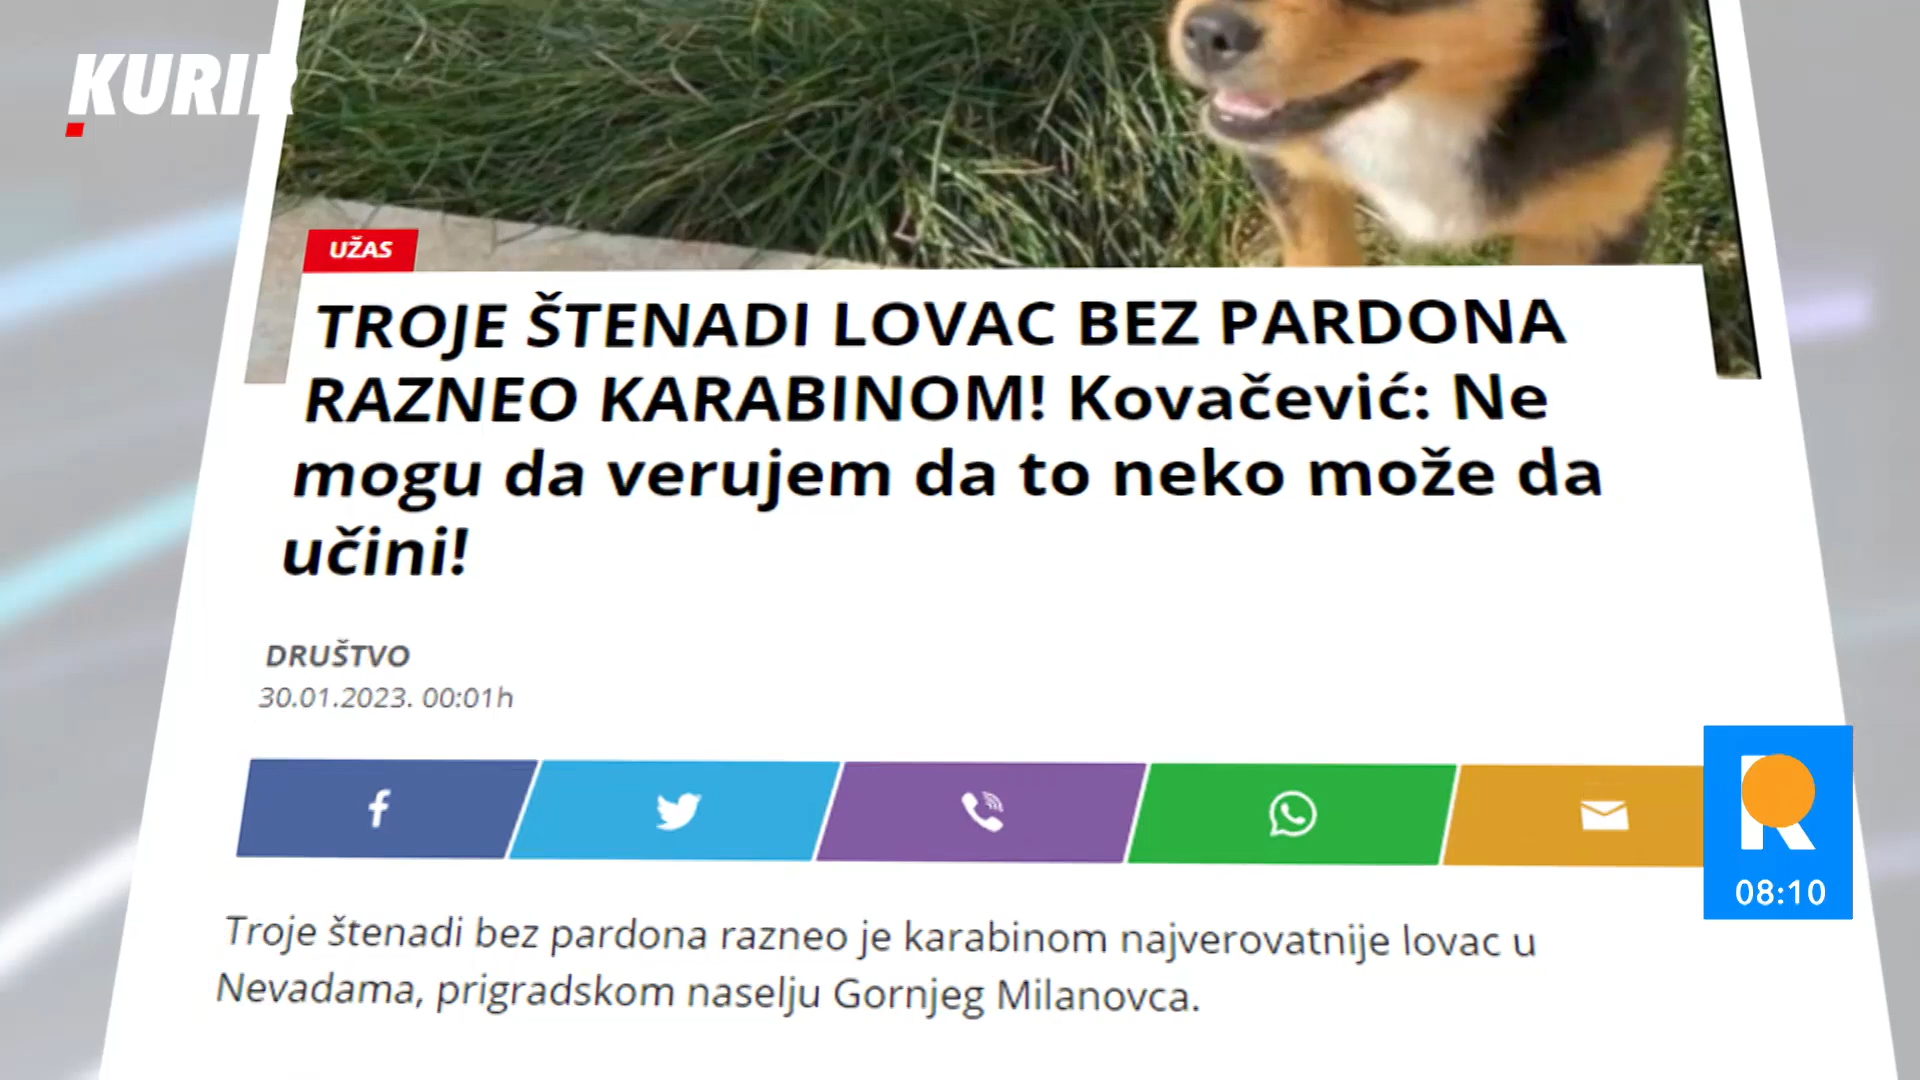 KURIR
UŽAS
TROJE ŠTENADI LOVAC BEZ PARDONA
RAZNEO KARABINOM! Kovačević: Ne
mogu da verujem da to neko može da
učini!
DRUŠTVO
30.01.2023. 00:01h
R
08:10
Troje štenadi bez pardona razneo je karabinom najverovatnije lovac u
Nevadama, prigradskom naselju Gornjeg Milanovca.